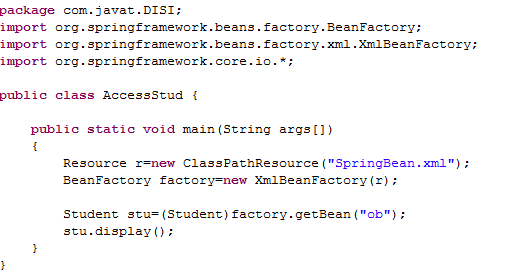 package com.javat.DISI;
import org.springframework.beans.factory.BeanFactory;
import org.springframework.beans.factory.xml.XmlBeanFactory;
import org.springframework.core.io.*;

public class AccessStud {

    public static void main(String args[])
    {
        Resource r=new ClassPathResource("SpringBean.xml");
        BeanFactory factory=new XmlBeanFactory(r);

        Student stu=(Student)factory.getBean("ob");
        stu.display();
    }
}